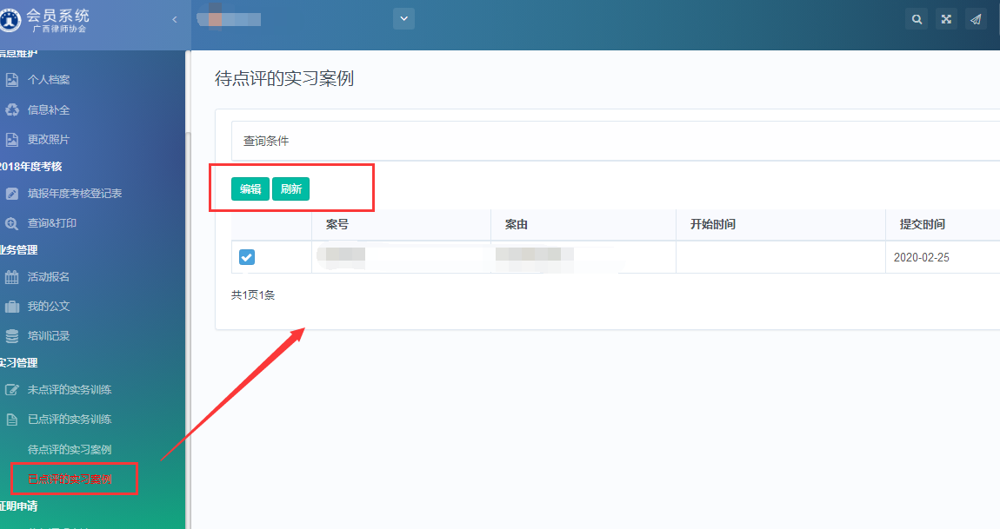 会员系统
广西律师协会
信息维护
个人档案
信息补全
更改照片
2018年度考核
填报年度考核登记表
查询&打印
业务管理
活动报名
我的公文
培训记录
实习管理
未点评的实务训练
已点评的实务训练
待点评的实习案例
已点评的实习案例
证明申请
待点评的实习案例
查询条件
编辑 刷新
案号 案由 开始时间 提交时间
2020-02-25
共1页1条